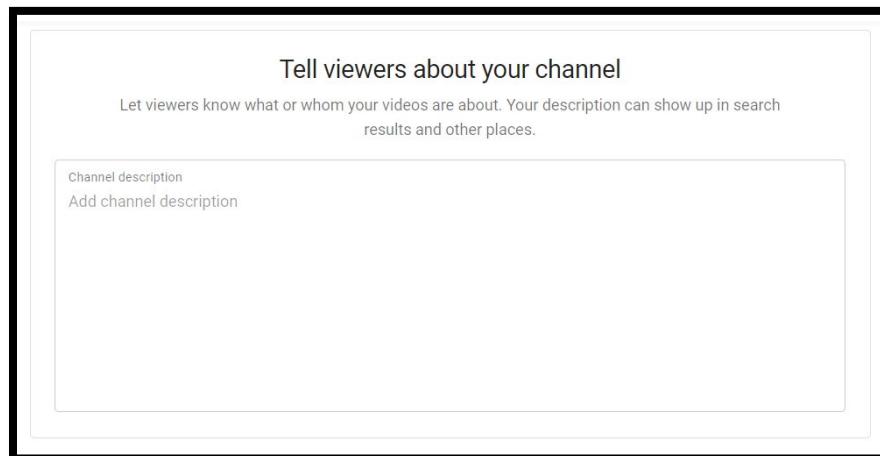 Tell viewers about your channel
Let viewers know what or whom your videos are about. Your description can show up in search
results and other places.
Channel description
Add channel description